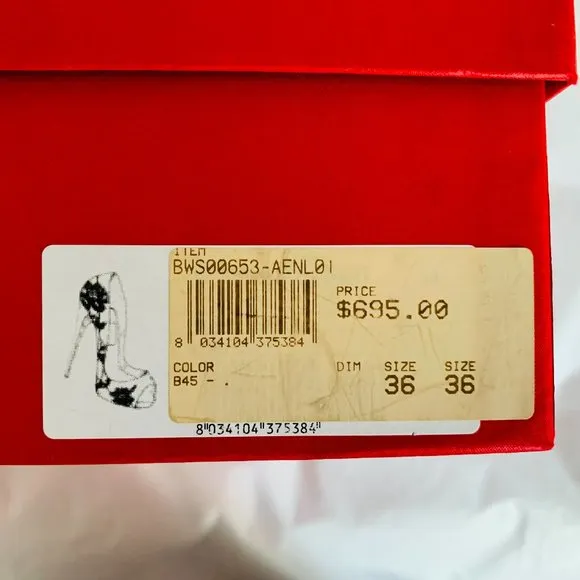 ITEM
BWS00653-AENL01
8 034104 375384
PRICE
$695.00
COLOR DIM SIZE SIZE
B45 - . 36 36
8"034104"375384"